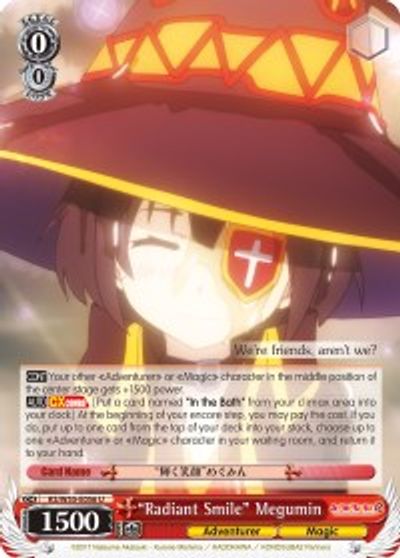 0
0
We're friends, aren't we?
CONT Your other «Adventurer» or «Magic» character in the middle position of
the center stage gets +1500 power.
AUTO CX COMBO [Put a card named "In the Bath" from your climax area into
your clock] At the beginning of your encore step, you may pay the cost. If you
do, put up to one card from the top of your deck into your stock, choose up to
one «Adventurer» or «Magic» character in your waiting room, and return it
to your hand.
Card Name
"輝く笑顔"めぐみん
1500
"Radiant Smile" Megumin
Adventurer
Magic